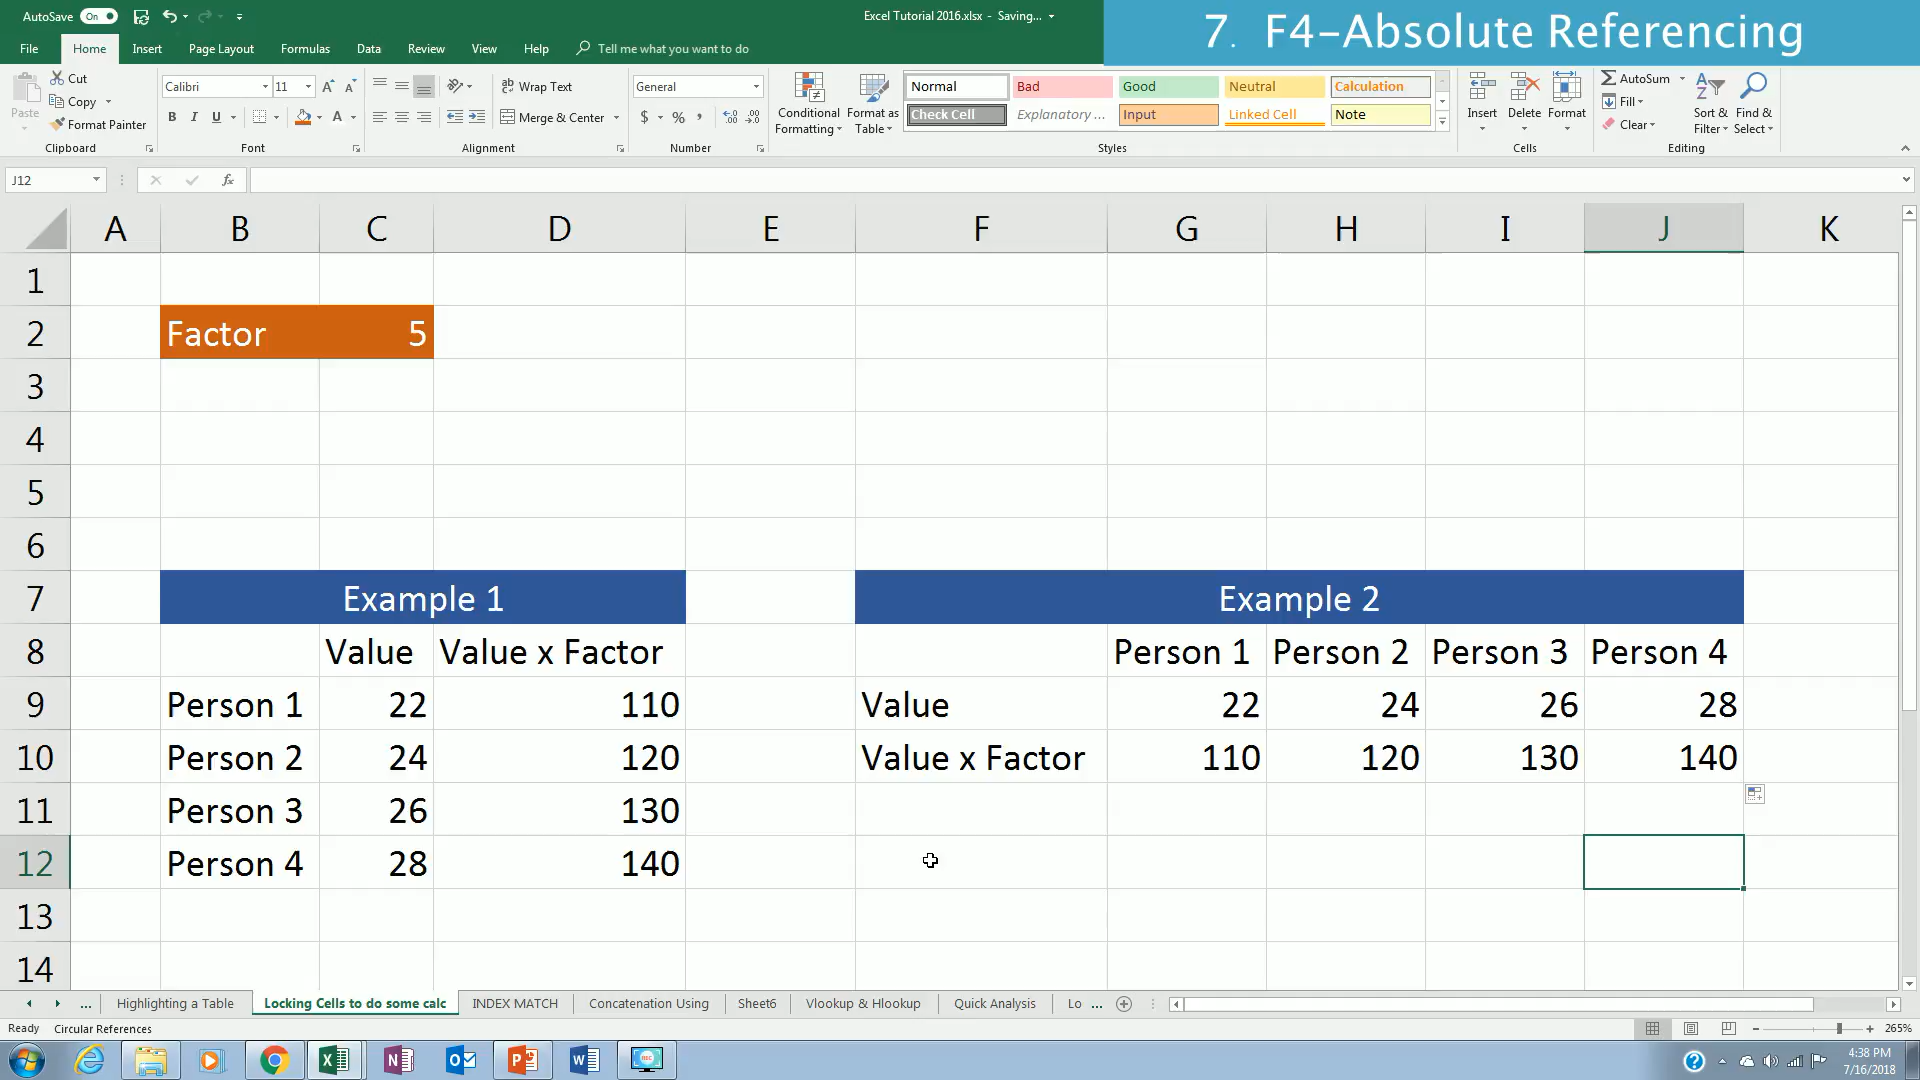 AutoSave On
Excel Tutorial 2016.xlsx - Saving...
7. F4-Absolute Referencing
File Home Insert Page Layout Formulas Data Review View Help Tell me what you want to do
Paste
Cut
Copy
Format Painter
Clipboard
Calibri 11
B I U
Font
Wrap Text
Merge & Center
Alignment
General
$ % ,
Number
Conditional Formatting
Format as Table
Normal Bad Good Neutral Calculation
Check Cell Explanatory ... Input Linked Cell Note
Styles
Insert Delete Format
Cells
AutoSum
Fill
Clear
Sort & Filter
Find & Select
Editing
J12
fx
A B C D E F G H I J K
1
2 Factor 5
3
4
5
6
7 Example 1 Example 2
8 Value Value x Factor Person 1 Person 2 Person 3 Person 4
9 Person 1 22 110 Value 22 24 26 28
10 Person 2 24 120 Value x Factor 110 120 130 140
11 Person 3 26 130
12 Person 4 28 140
13
14
... Highlighting a Table Locking Cells to do some calc INDEX MATCH Concatenation Using Sheet6 Vlookup & Hlookup Quick Analysis Lo ...
Ready Circular References
265%
4:38 PM
7/16/2018